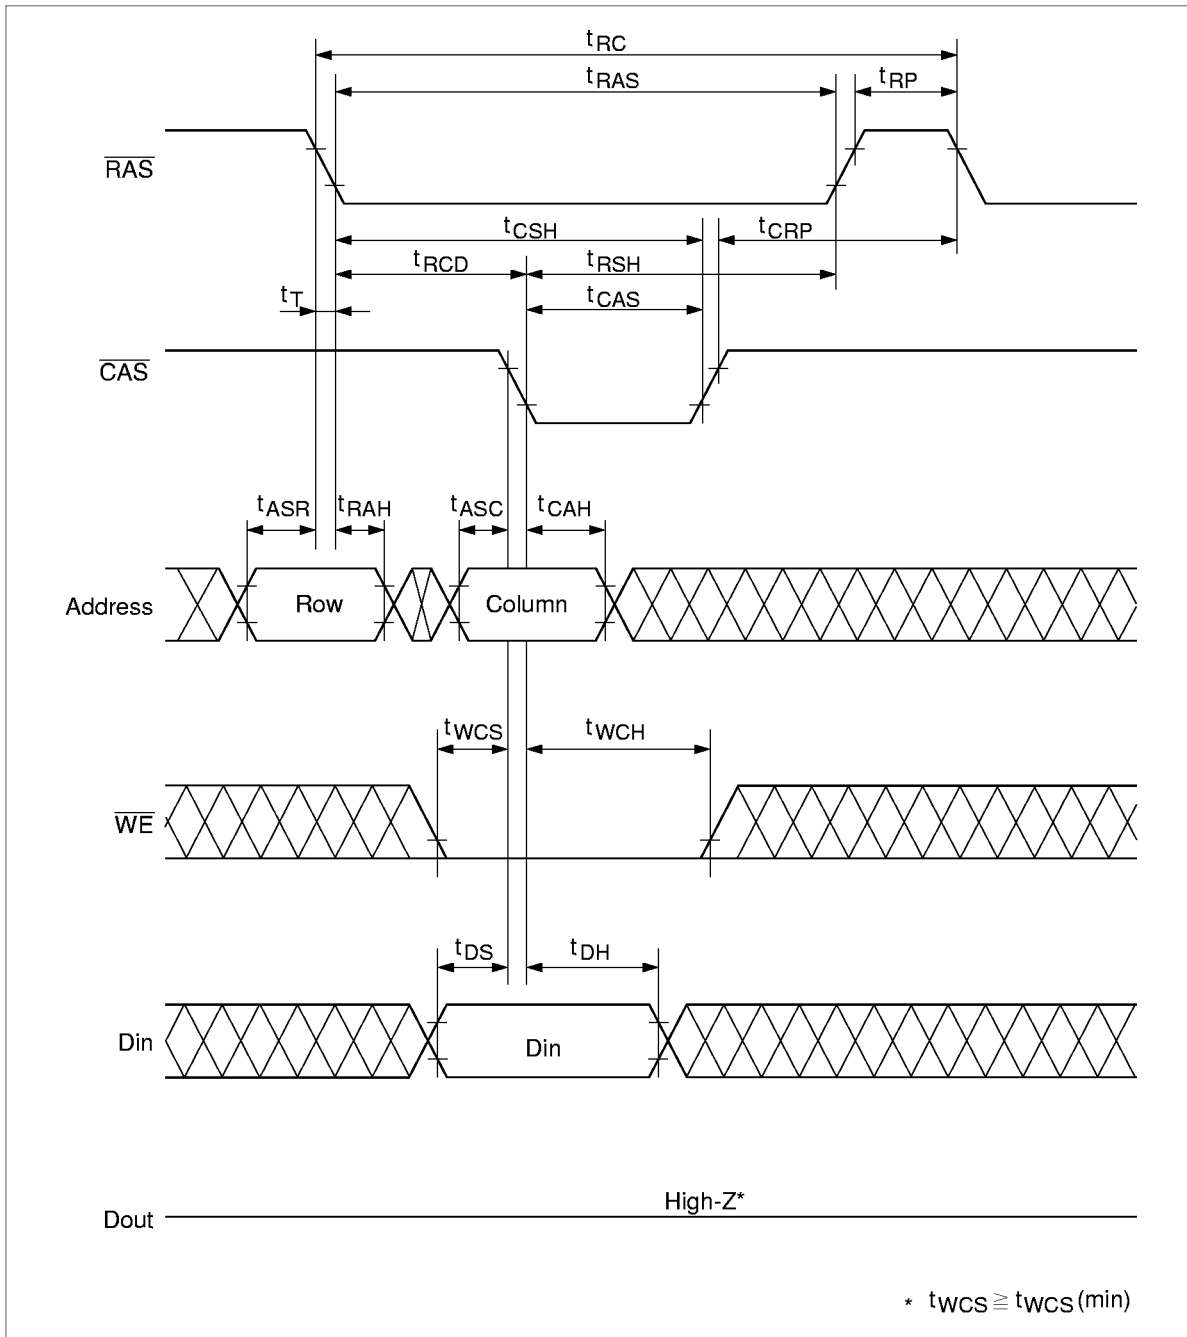 tRC
tRAS
tRP
RAS
tCSH
tCRP
tRCD
tRSH
tT
tCAS
CAS
tASR
tRAH
tASC
tCAH
Address
Row
Column
tWCS
tWCH
WE
tDS
tDH
Din
Din
High-Z*
Dout
* tWCS ≧ tWCS (min)